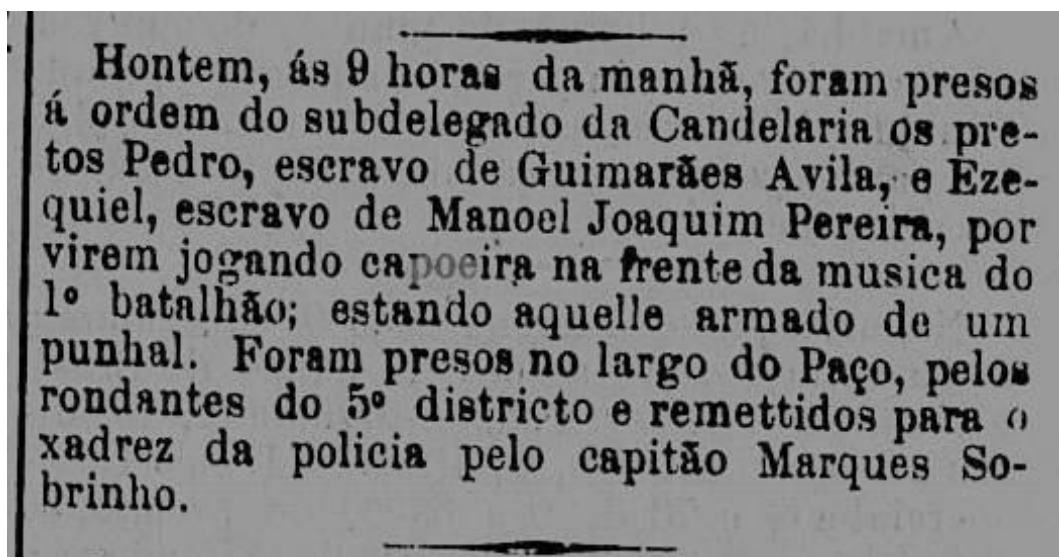 Hontem, ás 9 horas da manhã, foram presos
á ordem do subdelegado da Candelaria os pre-
tos Pedro, escravo de Guimarães Avila, e Eze-
quiel, escravo de Manoel Joaquim Pereira, por
virem jogando capoeira na frente da musica do
1º batalhão; estando aquelle armado de um
punhal. Foram presos no largo do Paço, pelos
rondantes do 5º districto e remettidos para o
xadrez da policia pelo capitão Marques So-
brinho.